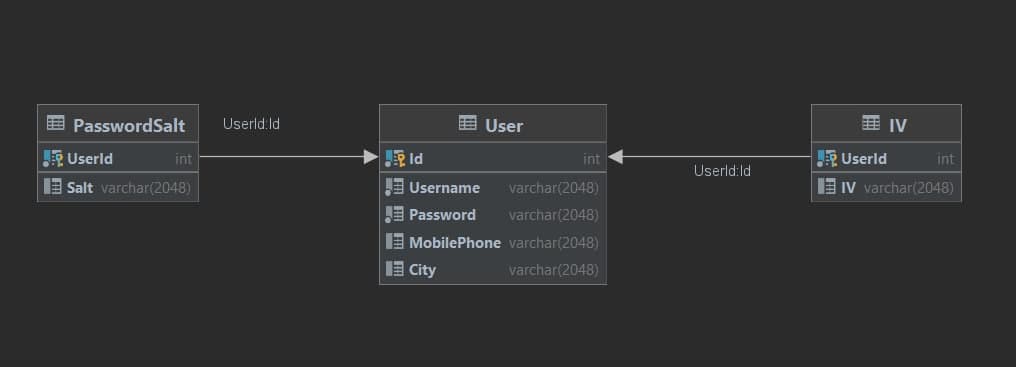 PasswordSalt
UserId int
Salt varchar(2048)
UserId:Id
User
Id int
Username varchar(2048)
Password varchar(2048)
MobilePhone varchar(2048)
City varchar(2048)
UserId:Id
IV
UserId int
IV varchar(2048)